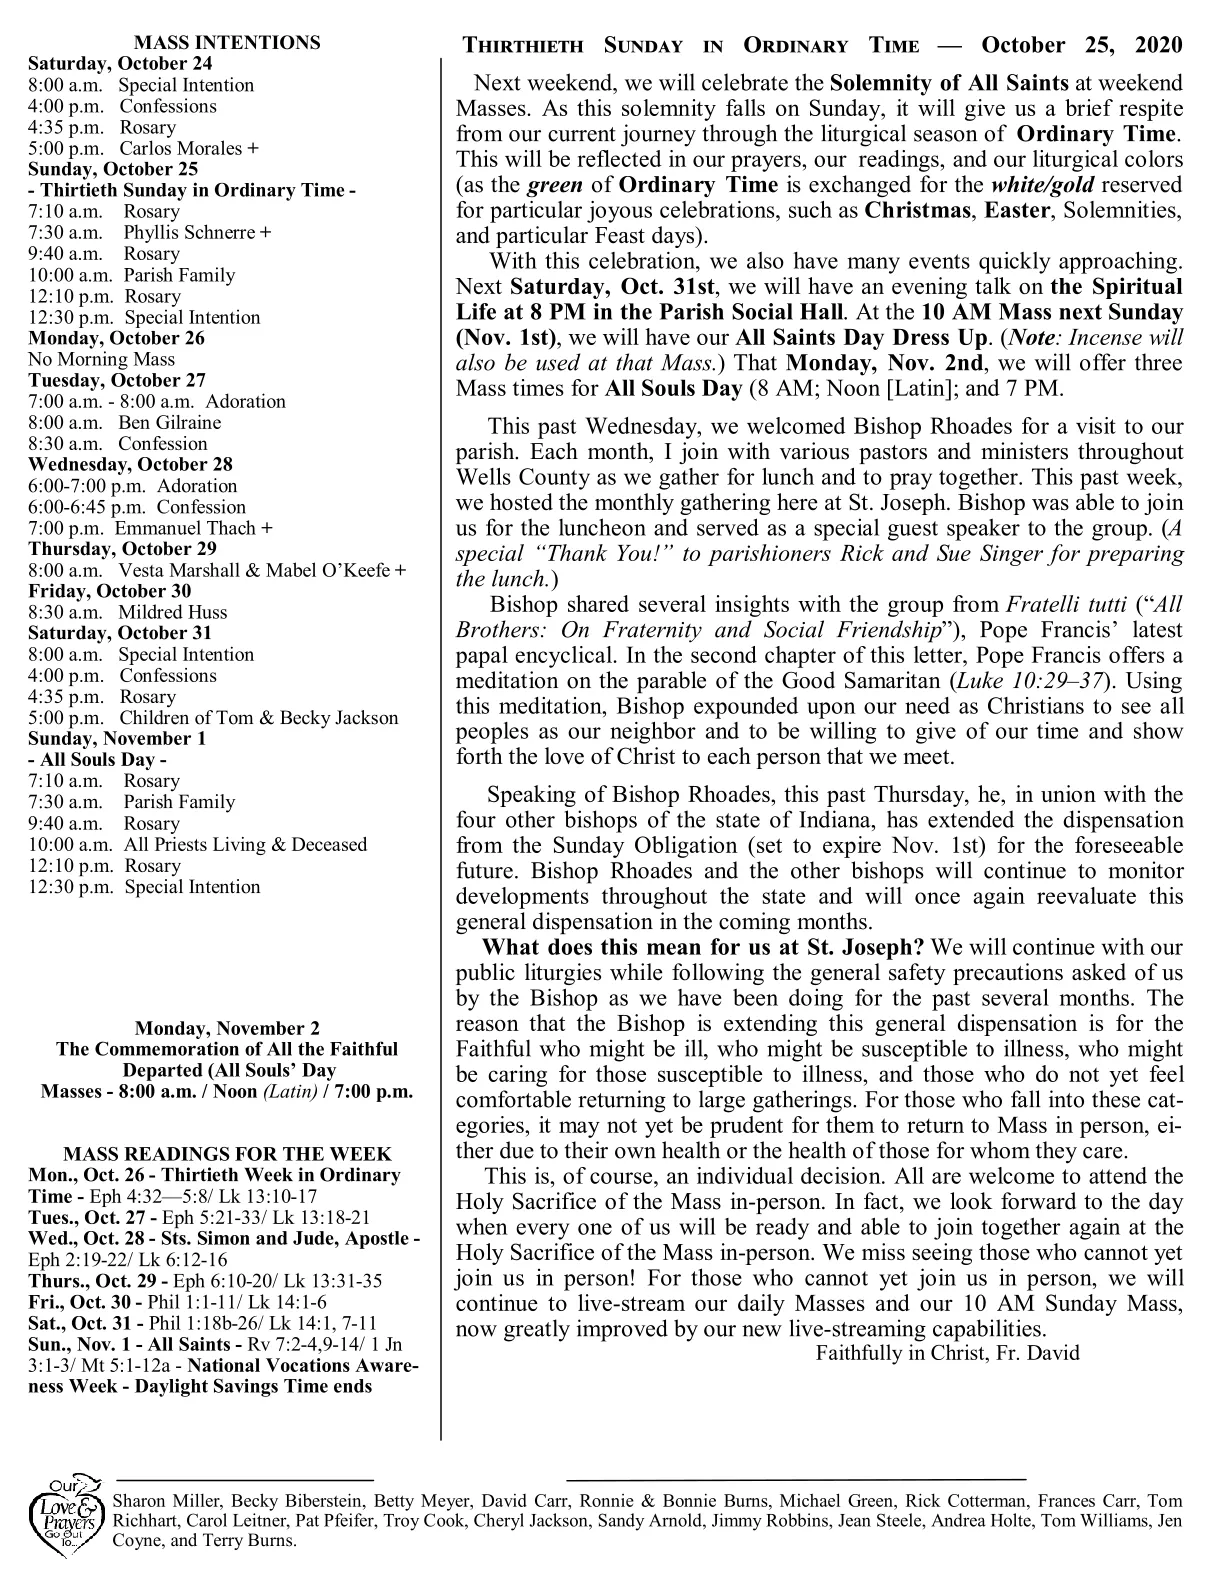 MASS INTENTIONS
Saturday, October 24
8:00 a.m. Special Intention
4:00 p.m. Confessions
4:35 p.m. Rosary
5:00 p.m. Carlos Morales +
Sunday, October 25
- Thirtieth Sunday in Ordinary Time -
7:10 a.m. Rosary
7:30 a.m. Phyllis Schnerre +
9:40 a.m. Rosary
10:00 a.m. Parish Family
12:10 p.m. Rosary
12:30 p.m. Special Intention
Monday, October 26
No Morning Mass
Tuesday, October 27
7:00 a.m. - 8:00 a.m. Adoration
8:00 a.m. Ben Gilraine
8:30 a.m. Confession
Wednesday, October 28
6:00-7:00 p.m. Adoration
6:00-6:45 p.m. Confession
7:00 p.m. Emmanuel Thach +
Thursday, October 29
8:00 a.m. Vesta Marshall & Mabel O’Keefe +
Friday, October 30
8:30 a.m. Mildred Huss
Saturday, October 31
8:00 a.m. Special Intention
4:00 p.m. Confessions
4:35 p.m. Rosary
5:00 p.m. Children of Tom & Becky Jackson
Sunday, November 1
- All Souls Day -
7:10 a.m. Rosary
7:30 a.m. Parish Family
9:40 a.m. Rosary
10:00 a.m. All Priests Living & Deceased
12:10 p.m. Rosary
12:30 p.m. Special Intention
Monday, November 2
The Commemoration of All the Faithful
Departed (All Souls’ Day
Masses - 8:00 a.m. / Noon (Latin) / 7:00 p.m.
MASS READINGS FOR THE WEEK
Mon., Oct. 26 - Thirtieth Week in Ordinary
Time - Eph 4:32—5:8/ Lk 13:10-17
Tues., Oct. 27 - Eph 5:21-33/ Lk 13:18-21
Wed., Oct. 28 - Sts. Simon and Jude, Apostle -
Eph 2:19-22/ Lk 6:12-16
Thurs., Oct. 29 - Eph 6:10-20/ Lk 13:31-35
Fri., Oct. 30 - Phil 1:1-11/ Lk 14:1-6
Sat., Oct. 31 - Phil 1:18b-26/ Lk 14:1, 7-11
Sun., Nov. 1 - All Saints - Rv 7:2-4,9-14/ 1 Jn
3:1-3/ Mt 5:1-12a - National Vocations Aware-
ness Week - Daylight Savings Time ends
Thirthieth Sunday in Ordinary Time — October 25, 2020
Next weekend, we will celebrate the Solemnity of All Saints at weekend
Masses. As this solemnity falls on Sunday, it will give us a brief respite
from our current journey through the liturgical season of Ordinary Time.
This will be reflected in our prayers, our readings, and our liturgical colors
(as the green of Ordinary Time is exchanged for the white/gold reserved
for particular joyous celebrations, such as Christmas, Easter, Solemnities,
and particular Feast days).
With this celebration, we also have many events quickly approaching.
Next Saturday, Oct. 31st, we will have an evening talk on the Spiritual
Life at 8 PM in the Parish Social Hall. At the 10 AM Mass next Sunday
(Nov. 1st), we will have our All Saints Day Dress Up. (Note: Incense will
also be used at that Mass.) That Monday, Nov. 2nd, we will offer three
Mass times for All Souls Day (8 AM; Noon [Latin]; and 7 PM.
This past Wednesday, we welcomed Bishop Rhoades for a visit to our
parish. Each month, I join with various pastors and ministers throughout
Wells County as we gather for lunch and to pray together. This past week,
we hosted the monthly gathering here at St. Joseph. Bishop was able to join
us for the luncheon and served as a special guest speaker to the group. (A
special “Thank You!” to parishioners Rick and Sue Singer for preparing
the lunch.)
Bishop shared several insights with the group from Fratelli tutti (“All
Brothers: On Fraternity and Social Friendship”), Pope Francis’ latest
papal encyclical. In the second chapter of this letter, Pope Francis offers a
meditation on the parable of the Good Samaritan (Luke 10:29–37). Using
this meditation, Bishop expounded upon our need as Christians to see all
peoples as our neighbor and to be willing to give of our time and show
forth the love of Christ to each person that we meet.
Speaking of Bishop Rhoades, this past Thursday, he, in union with the
four other bishops of the state of Indiana, has extended the dispensation
from the Sunday Obligation (set to expire Nov. 1st) for the foreseeable
future. Bishop Rhoades and the other bishops will continue to monitor
developments throughout the state and will once again reevaluate this
general dispensation in the coming months.
What does this mean for us at St. Joseph? We will continue with our
public liturgies while following the general safety precautions asked of us
by the Bishop as we have been doing for the past several months. The
reason that the Bishop is extending this general dispensation is for the
Faithful who might be ill, who might be susceptible to illness, who might
be caring for those susceptible to illness, and those who do not yet feel
comfortable returning to large gatherings. For those who fall into these cat-
egories, it may not yet be prudent for them to return to Mass in person, ei-
ther due to their own health or the health of those for whom they care.
This is, of course, an individual decision. All are welcome to attend the
Holy Sacrifice of the Mass in-person. In fact, we look forward to the day
when every one of us will be ready and able to join together again at the
Holy Sacrifice of the Mass in-person. We miss seeing those who cannot yet
join us in person! For those who cannot yet join us in person, we will
continue to live-stream our daily Masses and our 10 AM Sunday Mass,
now greatly improved by our new live-streaming capabilities.
Faithfully in Christ, Fr. David
Our
Love &
Prayers
Go Out
To...
Sharon Miller, Becky Biberstein, Betty Meyer, David Carr, Ronnie & Bonnie Burns, Michael Green, Rick Cotterman, Frances Carr, Tom
Richhart, Carol Leitner, Pat Pfeifer, Troy Cook, Cheryl Jackson, Sandy Arnold, Jimmy Robbins, Jean Steele, Andrea Holte, Tom Williams, Jen
Coyne, and Terry Burns.